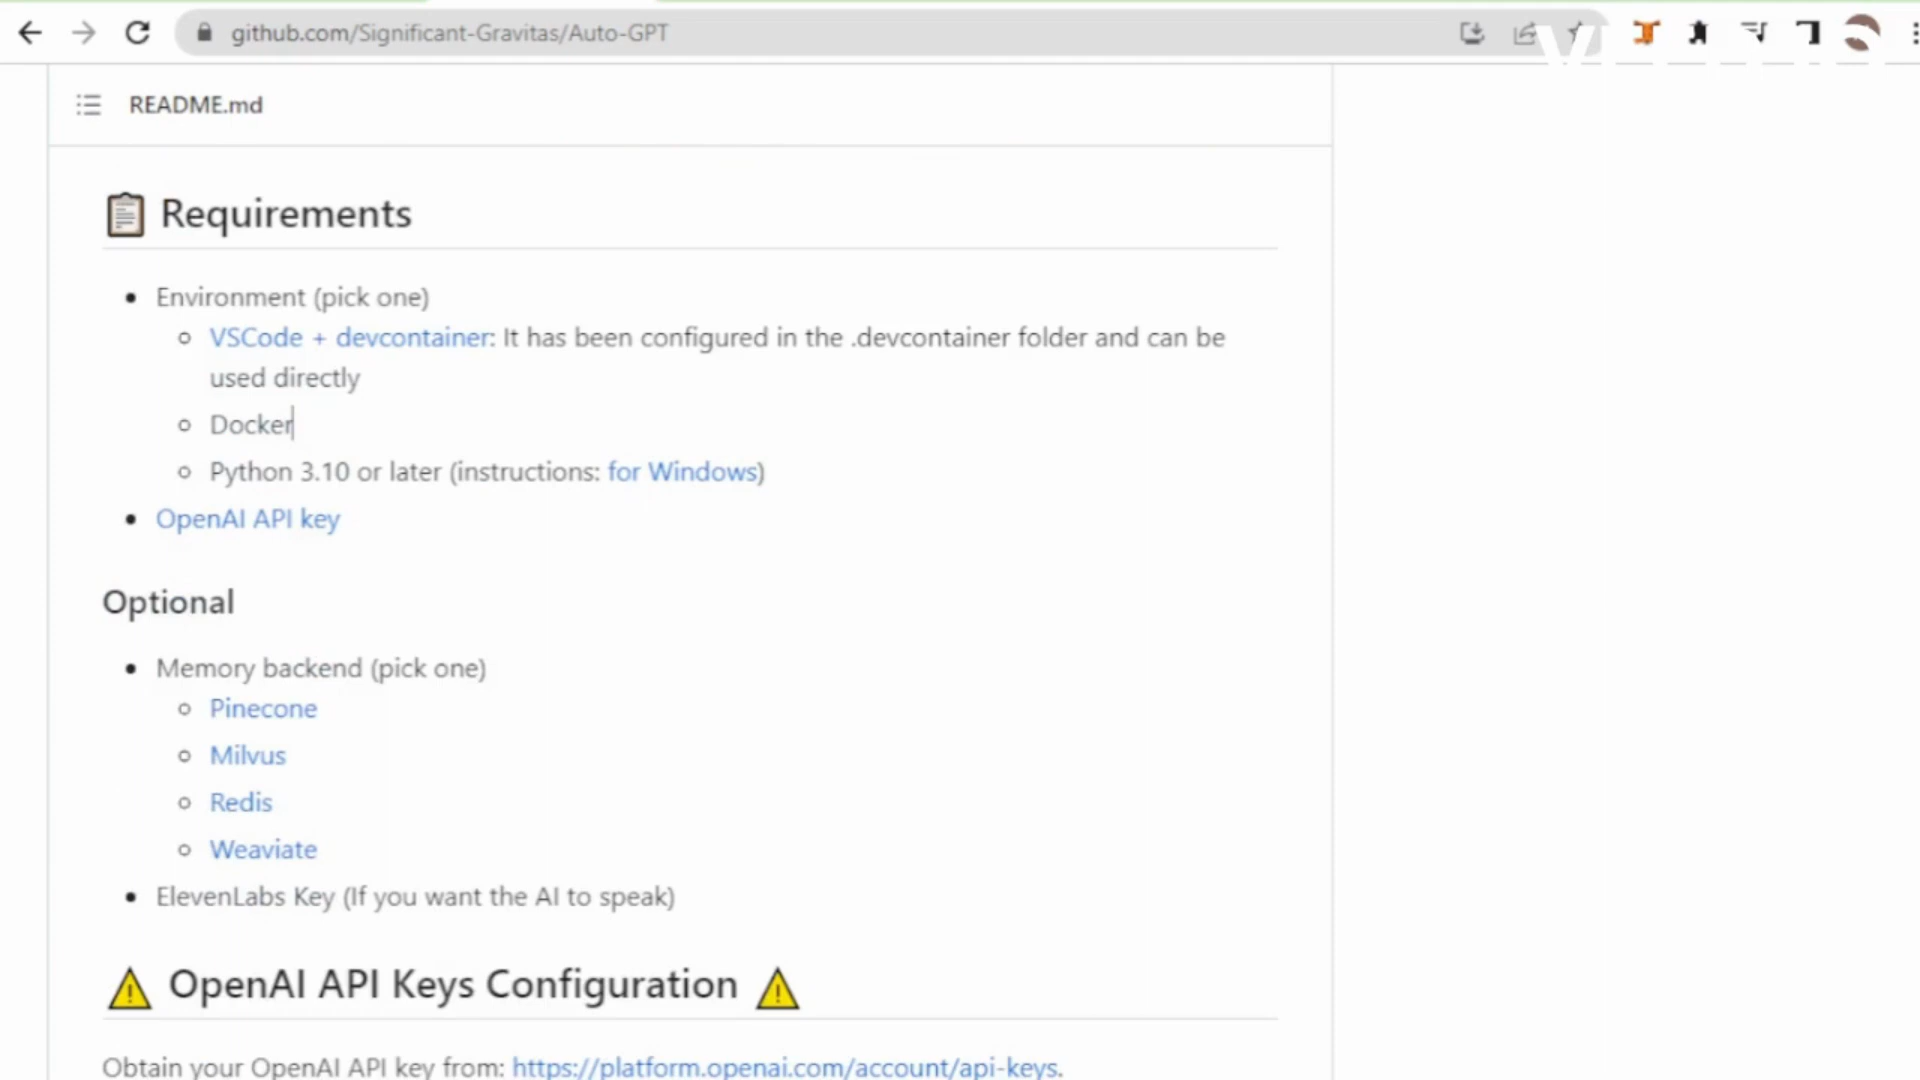 github.com/Significant-Gravitas/Auto-GPT
README.md
Requirements
Environment (pick one)
VSCode + devcontainer: It has been configured in the .devcontainer folder and can be
used directly
Docker
Python 3.10 or later (instructions: for Windows)
OpenAI API key
Optional
Memory backend (pick one)
Pinecone
Milvus
Redis
Weaviate
ElevenLabs Key (If you want the AI to speak)
OpenAI API Keys Configuration
Obtain your OpenAI API key from: https://platform.openai.com/account/api-keys.